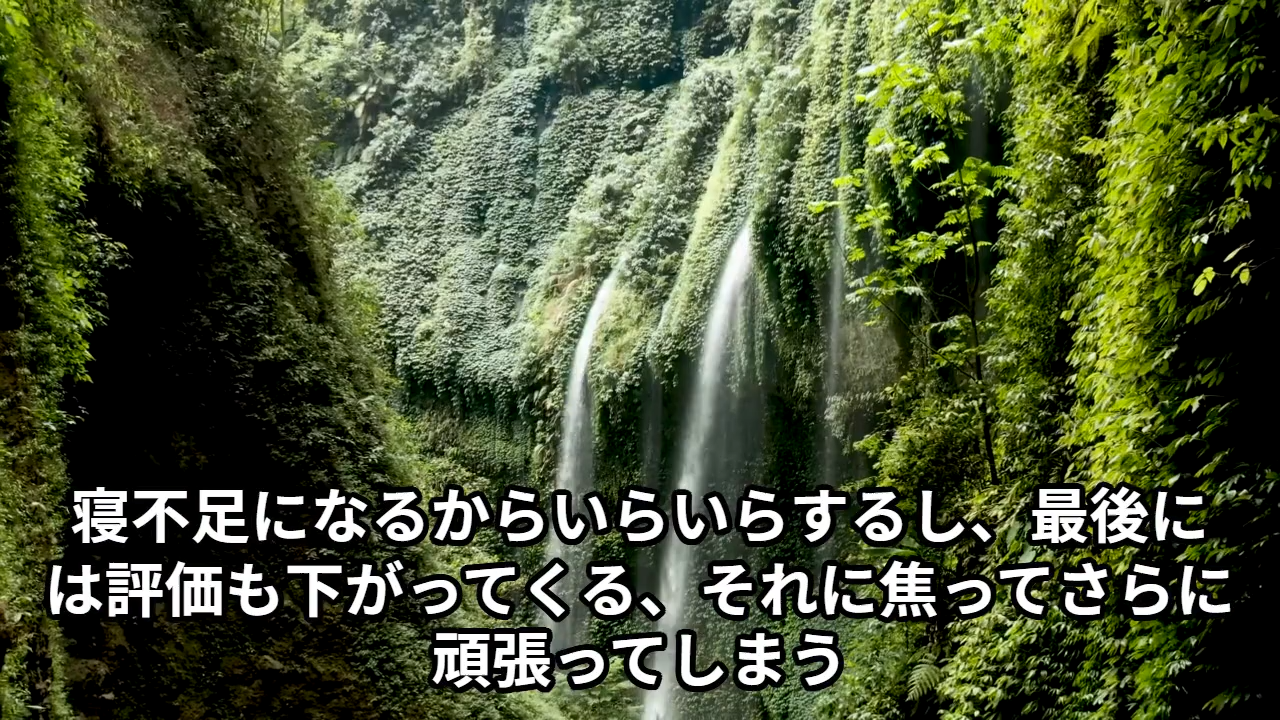 寝不足になるからいらいらするし、最後に
は評価も下がってくる、それに焦ってさらに
頑張ってしまう